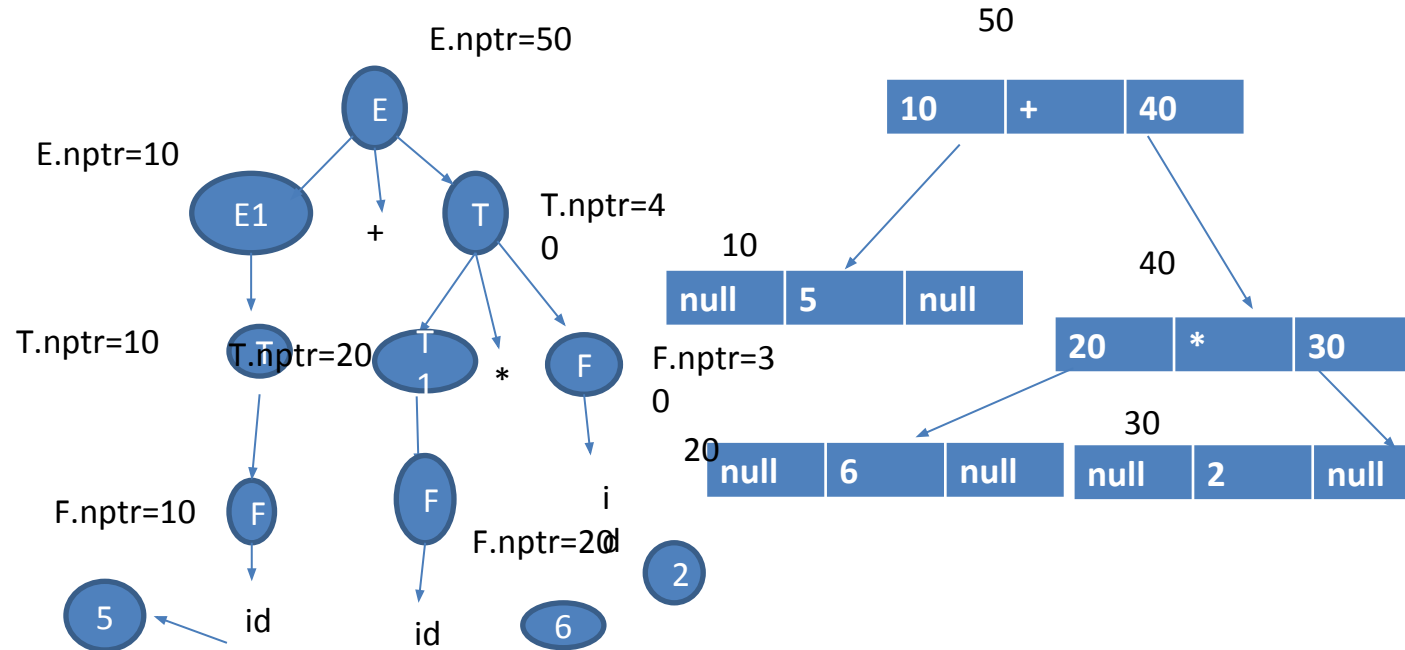 E.nptr=50
50
E
10 + 40
E.nptr=10
E1
+
T
T.nptr=4
0
10
40
null 5 null
T.nptr=10
T
T.nptr=20
T
1
*
F
F.nptr=3
0
20 * 30
30
20
null 6 null
null 2 null
F.nptr=10
F
F
F.nptr=20
i
d
2
5
id
id
6